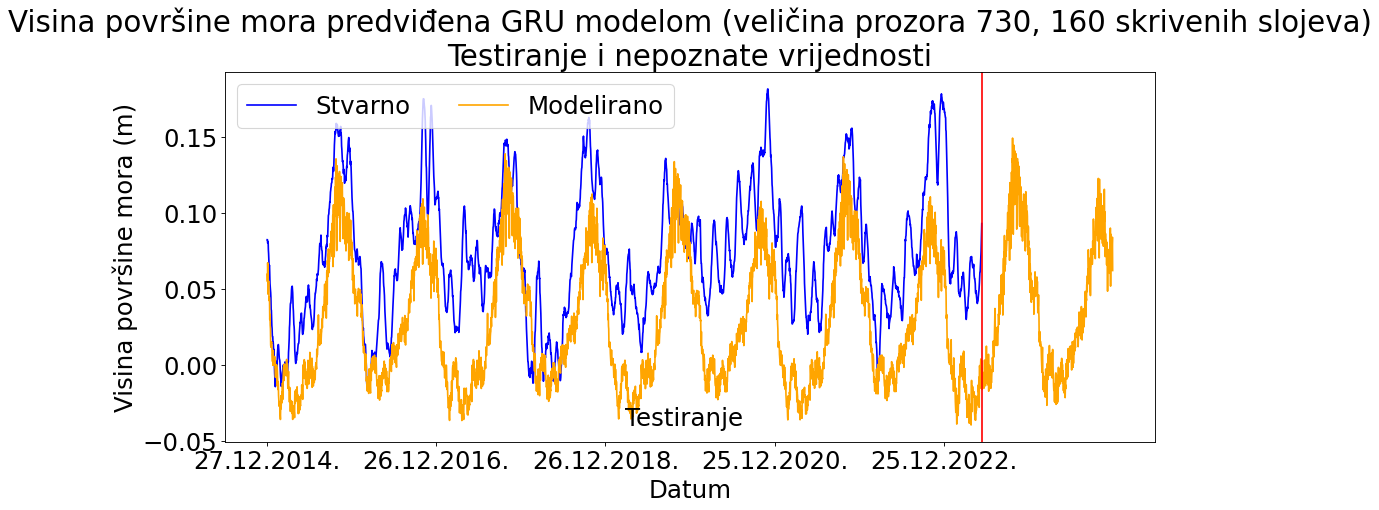 Visina površine mora predviđena GRU modelom (veličina prozora 730, 160 skrivenih slojeva)
Testiranje i nepoznate vrijednosti
Stvarno
Modelirano
Visina površine mora (m)
0.15
0.10
0.05
0.00
−0.05
Testiranje
27.12.2014.
26.12.2016.
26.12.2018.
25.12.2020.
25.12.2022.
Datum